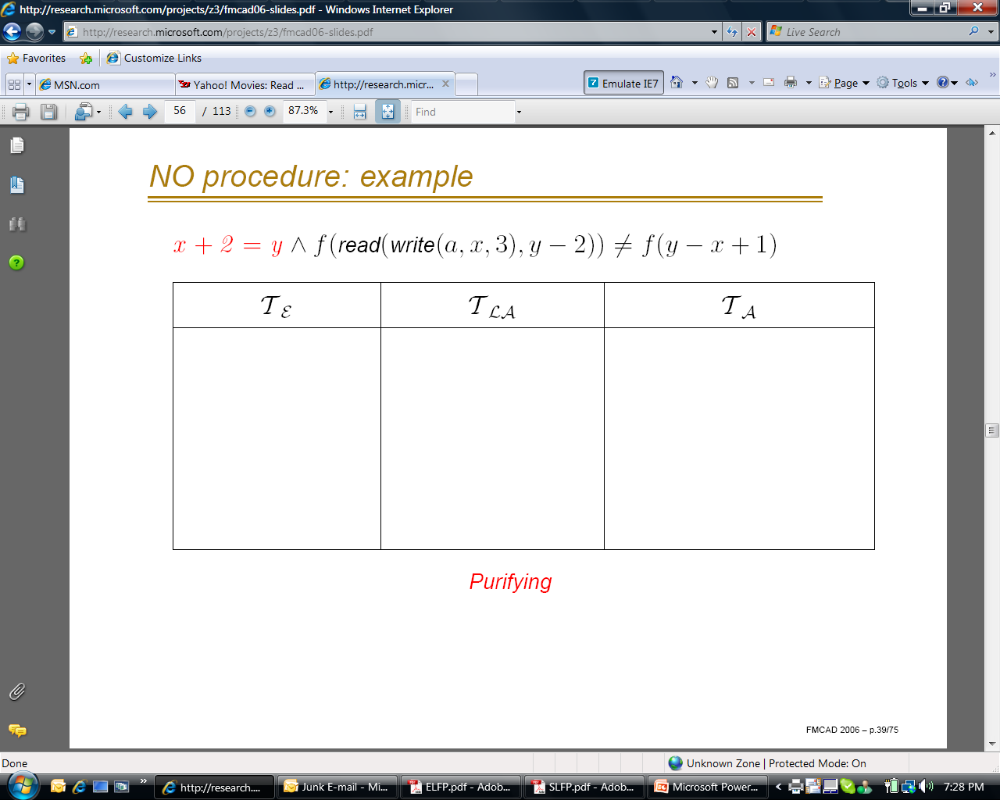 http://research.microsoft.com/projects/z3/fmcad06-slides.pdf - Windows Internet Explorer
http://research.microsoft.com/projects/z3/fmcad06-slides.pdf
Live Search
Favorites
Customize Links
MSN.com
Yahoo! Movies: Read ...
http://research.micr...
7 Emulate IE7
Page
Tools
56 / 113
87.3%
Find
NO procedure: example
x + 2 = y ∧ f(read(write(a, x, 3), y − 2)) ≠ f(y − x + 1)
𝒯ℰ 𝒯ℒ𝒜 𝒯𝒜
Purifying
FMCAD 2006 – p.39/75
Done
Unknown Zone | Protected Mode: On
http://research....
Junk E-mail - Mi...
ELFP.pdf - Adob...
SLFP.pdf - Adob...
Microsoft Power...
7:28 PM